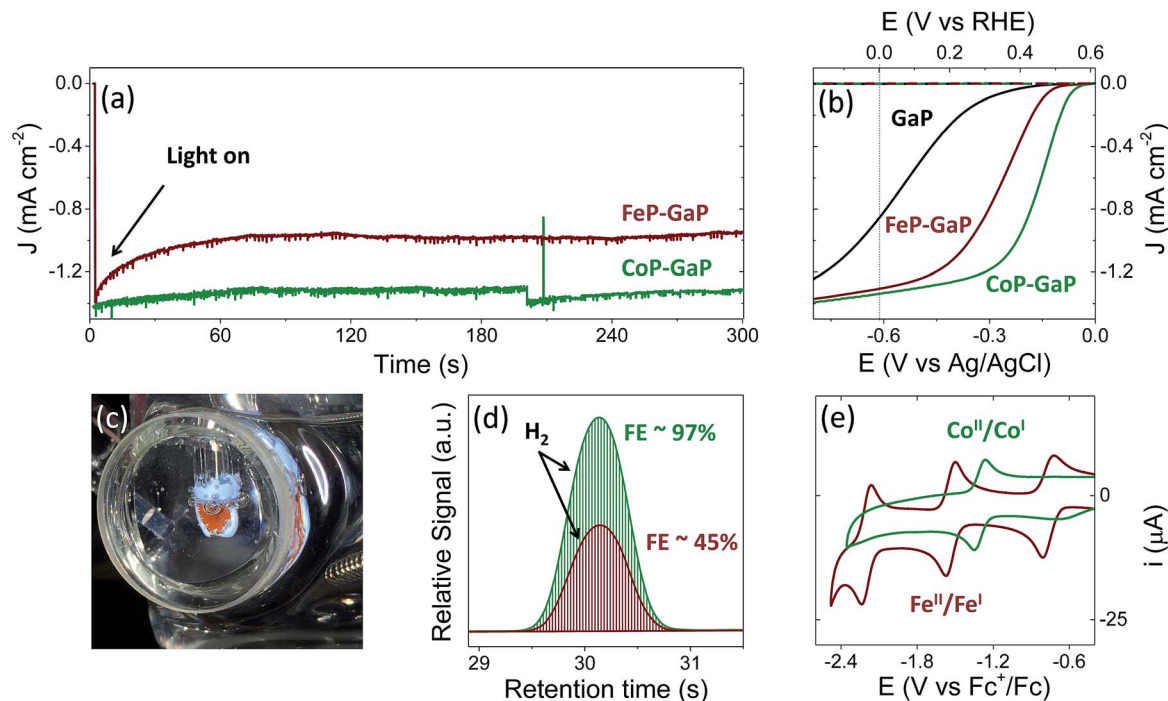 (a)
0.0
-0.4
-0.8
-1.2
J (mA cm⁻²)
Light on
FeP-GaP
CoP-GaP
0 60 120 180 240 300
Time (s)
E (V vs RHE)
0.0 0.2 0.4 0.6
(b)
GaP
FeP-GaP
CoP-GaP
0.0
-0.4
-0.8
-1.2
J (mA cm⁻²)
-0.6 -0.3 0.0
E (V vs Ag/AgCl)
(c)
(d)
Relative Signal (a.u.)
H₂
FE ~ 97%
FE ~ 45%
29 30 31
Retention time (s)
(e)
Coᴵᴵ/Coᴵ
Feᴵᴵ/Feᴵ
0
-25
i (μA)
-2.4 -1.8 -1.2 -0.6
E (V vs Fc⁺/Fc)